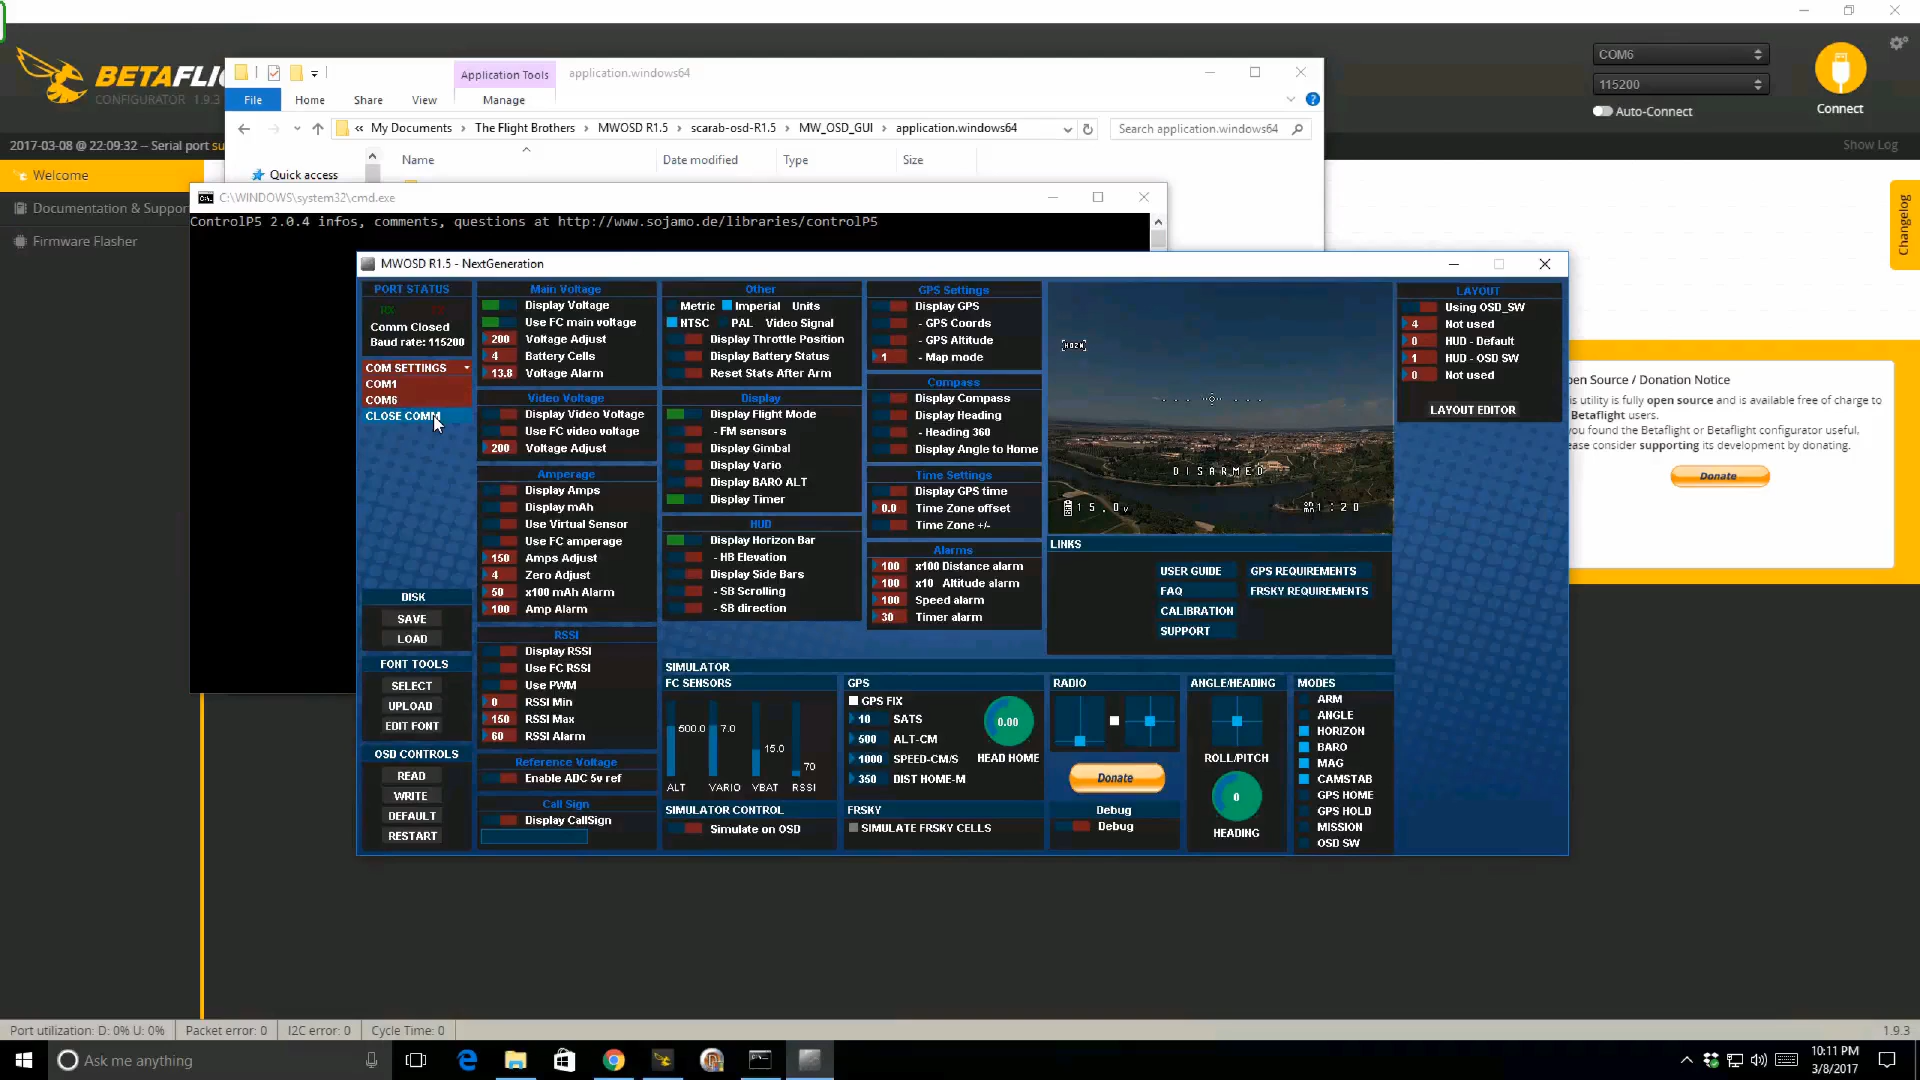 BETAFLI
CONFIGURATOR 1.9.3
COM6
115200
Auto-Connect
Connect
2017-03-08 @ 22:09:32 -- Serial port su
Show Log
Welcome
Documentation & Suppor
Firmware Flasher
Changelog
Application Tools
application.windows64
File
Home
Share
View
Manage
« My Documents > The Flight Brothers > MWOSD R1.5 > scarab-osd-R1.5 > MW_OSD_GUI > application.windows64
Search application.windows64
Name
Date modified
Type
Size
Quick access
C:\WINDOWS\system32\cmd.exe
ControlP5 2.0.4 infos, comments, questions at http://www.sojamo.de/libraries/controlP5
MWOSD R1.5 - NextGeneration
PORT STATUS
RX TX
Comm Closed
Baud rate: 115200
COM SETTINGS
COM1
COM6
CLOSE COMM
DISK
SAVE
LOAD
FONT TOOLS
SELECT
UPLOAD
EDIT FONT
OSD CONTROLS
READ
WRITE
DEFAULT
RESTART
Main Voltage
Display Voltage
Use FC main voltage
200 Voltage Adjust
4 Battery Cells
13.8 Voltage Alarm
Video Voltage
Display Video Voltage
Use FC video voltage
200 Voltage Adjust
Amperage
Display Amps
Display mAh
Use Virtual Sensor
Use FC amperage
150 Amps Adjust
4 Zero Adjust
50 x100 mAh Alarm
100 Amp Alarm
RSSI
Display RSSI
Use FC RSSI
Use PWM
0 RSSI Min
150 RSSI Max
60 RSSI Alarm
Reference Voltage
Enable ADC 5v ref
Call Sign
Display CallSign
Other
Metric Imperial Units
NTSC PAL Video Signal
Display Throttle Position
Display Battery Status
Reset Stats After Arm
Display
Display Flight Mode
- FM sensors
Display Gimbal
Display Vario
Display BARO ALT
Display Timer
HUD
Display Horizon Bar
- HB Elevation
Display Side Bars
- SB Scrolling
- SB direction
GPS Settings
Display GPS
- GPS Coords
- GPS Altitude
1 - Map mode
Compass
Display Compass
Display Heading
- Heading 360
Display Angle to Home
Time Settings
Display GPS time
0.0 Time Zone offset
Time Zone +/-
Alarms
100 x100 Distance alarm
100 x10 Altitude alarm
100 Speed alarm
30 Timer alarm
HOZN
DISARMED
15.0v
1:20
LINKS
USER GUIDE
GPS REQUIREMENTS
FAQ
FRSKY REQUIREMENTS
CALIBRATION
SUPPORT
LAYOUT
Using OSD_SW
4 Not used
0 HUD - Default
1 HUD - OSD SW
0 Not used
LAYOUT EDITOR
SIMULATOR
FC SENSORS
500.0
7.0
15.0
70
ALT VARIO VBAT RSSI
SIMULATOR CONTROL
Simulate on OSD
GPS
GPS FIX
10 SATS
500 ALT-CM
1000 SPEED-CM/S
350 DIST HOME-M
0.00
HEAD HOME
FRSKY
SIMULATE FRSKY CELLS
RADIO
Donate
Debug
Debug
ANGLE/HEADING
ROLL/PITCH
0
HEADING
MODES
ARM
ANGLE
HORIZON
BARO
MAG
CAMSTAB
GPS HOME
GPS HOLD
MISSION
OSD SW
pen Source / Donation Notice
is utility is fully open source and is available free of charge to
Betaflight users.
ou found the Betaflight or Betaflight configurator useful,
ease consider supporting its development by donating.
Donate
Port utilization: D: 0% U: 0%
Packet error: 0
I2C error: 0
Cycle Time: 0
1.9.3
Ask me anything
10:11 PM
3/8/2017